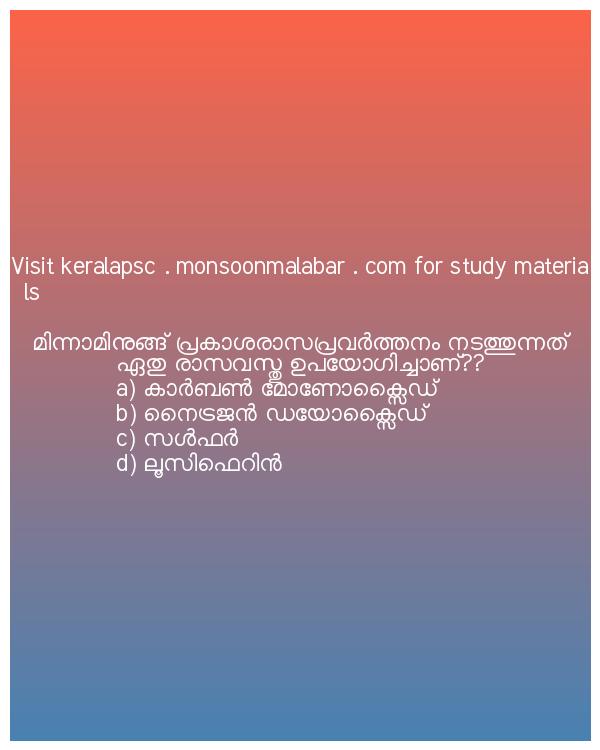 Visit keralapsc . monsoonmalabar . com for study materia
ls
മിന്നാമിനുങ്ങ് പ്രകാശരാസപ്രവർത്തനം നടത്തുന്നത്
ഏതു രാസവസ്തു ഉപയോഗിച്ചാണ്??
a) കാർബൺ മോണോക്സൈഡ്
b) നൈട്രജൻ ഡയോക്സൈഡ്
c) സൾഫർ
d) ലൂസിഫെറിൻ